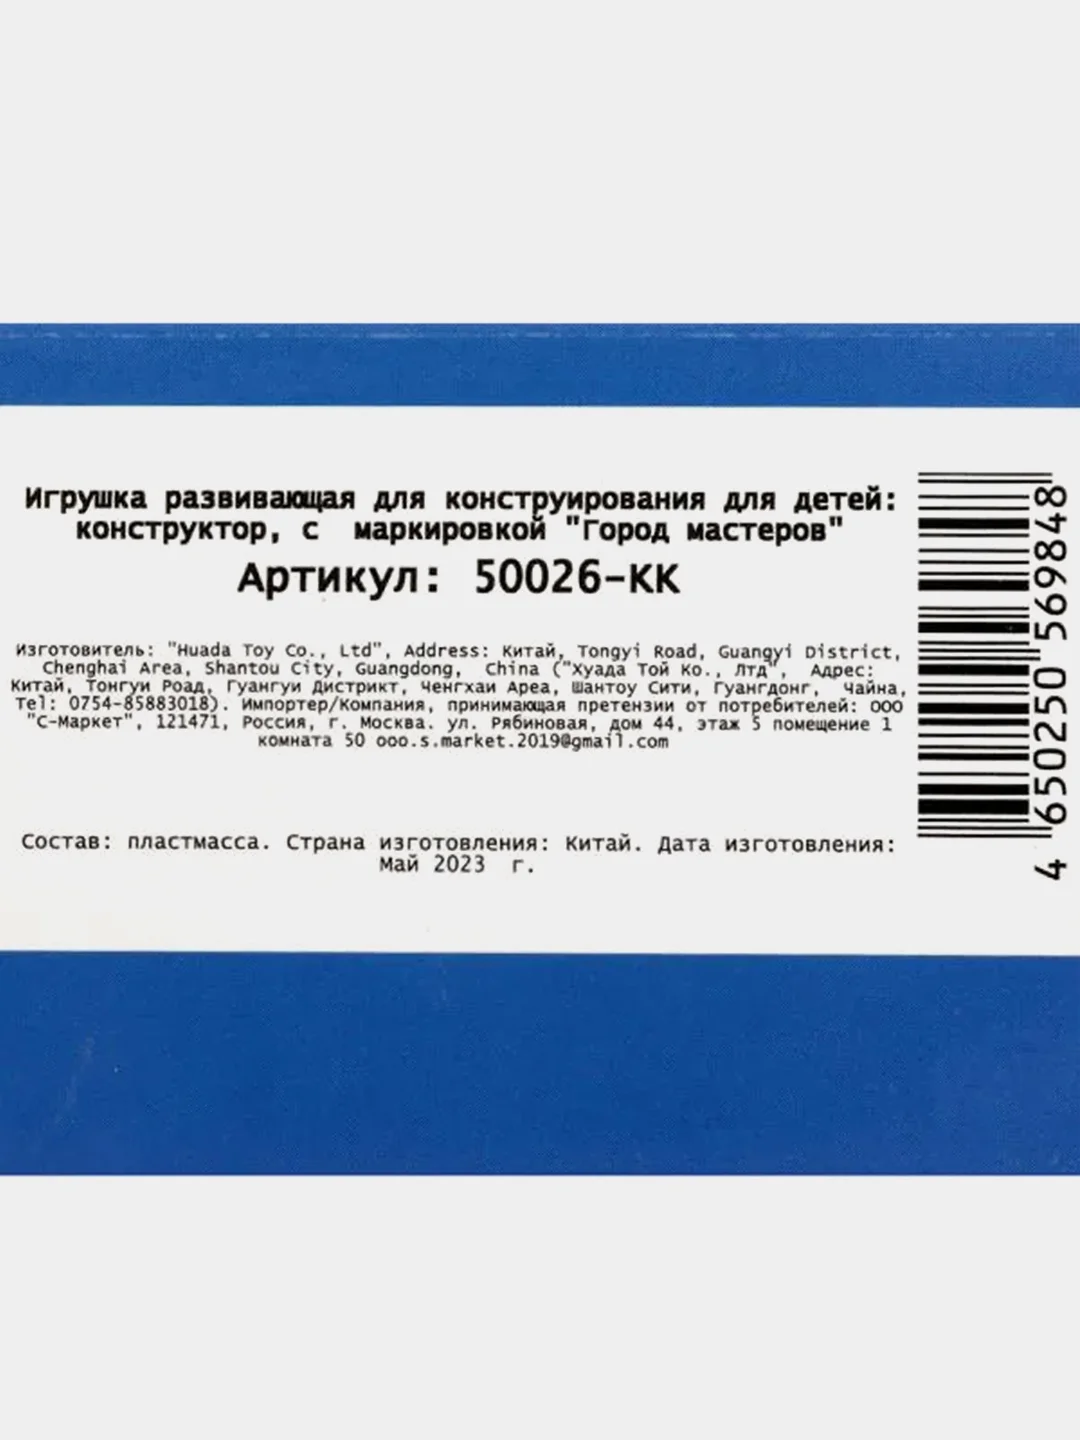 Игрушка развивающая для конструирования для детей:
конструктор, с маркировкой "Город мастеров"
Артикул: 50026-КК
Изготовитель: "Huada Toy Co., Ltd", Address: Китай, Tongyi Road, Guangyi District,
Chenghai Area, Shantou City, Guangdong, China ("Хуада Той Ко., Лтд", Адрес:
Китай, Тонгуи Роад, Гуангуи Дистрикт, Ченгхаи Ареа, Шантоу Сити, Гуангдонг, Чайна,
Tel: 0754-85883018). Импортер/Компания, принимающая претензии от потребителей: ООО
"С-Маркет", 121471, Россия, г. Москва. ул. Рябиновая, дом 44, этаж 5 помещение 1
комната 50 ooo.s.market.2019@gmail.com
Состав: пластмасса. Страна изготовления: Китай. Дата изготовления:
Май 2023 г.
4 650250 569848